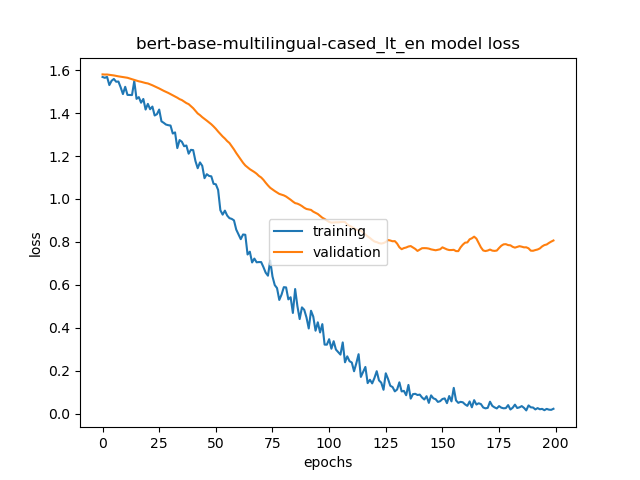 bert-base-multilingual-cased_lt_en model loss
loss
1.6
1.4
1.2
1.0
0.8
0.6
0.4
0.2
0.0
training
validation
0 25 50 75 100 125 150 175 200
epochs